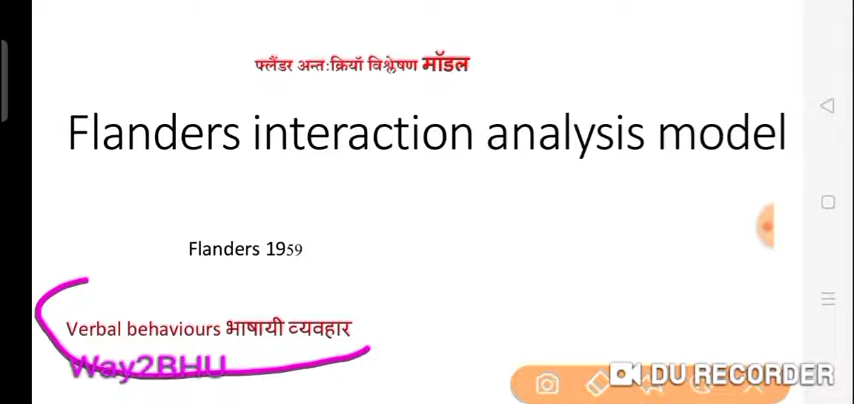 फ्लैंडर अन्तःक्रियाॅ विश्लेषण मॉडल
Flanders interaction analysis model
Flanders 1959
Verbal behaviours भाषायी व्यवहार
Way2BHU
DU RECORDER